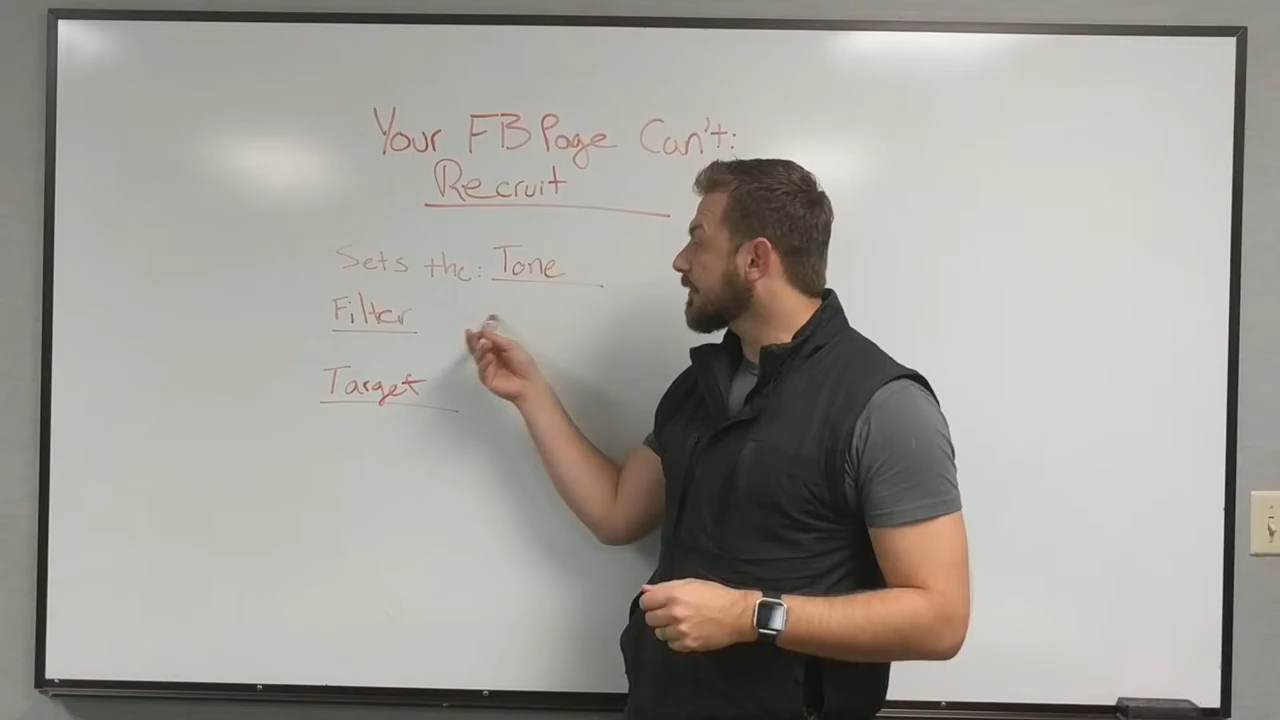 Your FB Page Can't:
Recruit
Sets the: Tone
Filter
Target